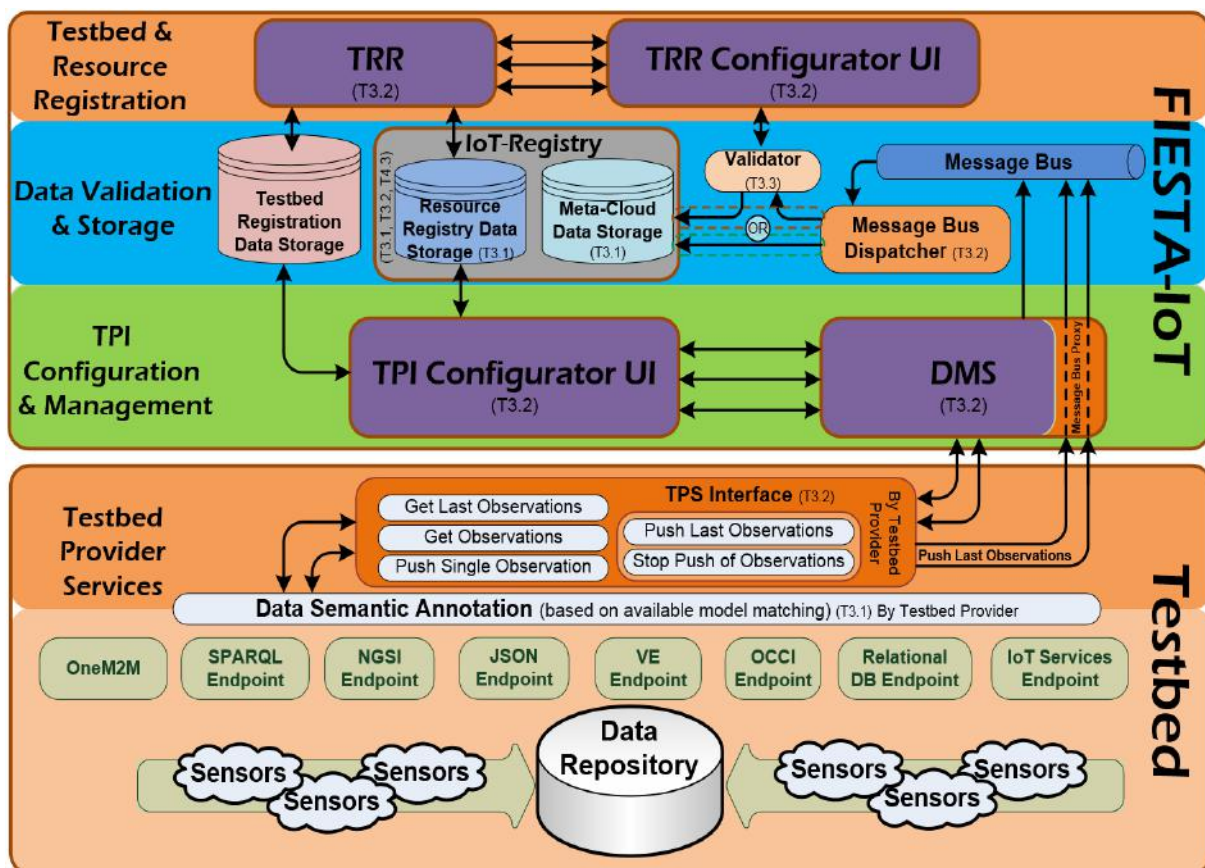 Testbed &
Resource
Registration
TRR
(T3.2)
TRR Configurator UI
(T3.2)
FIESTA-IoT
Data Validation
& Storage
Testbed
Registration
Data Storage
IoT-Registry
(T3.1, T3.2, T4.3)
Resource
Registry Data
Storage (T3.1)
Meta-Cloud
Data Storage
(T3.1)
Validator
(T3.3)
OR
Message Bus
Message Bus
Dispatcher (T3.2)
TPI
Configuration
& Management
TPI Configurator UI
(T3.2)
DMS
(T3.2)
Message Bus Proxy
Testbed
Provider
Services
TPS Interface (T3.2)
Get Last Observations
Get Observations
Push Single Observation
Push Last Observations
Stop Push of Observations
By Testbed
Provider
Push Last Observations
Testbed
Data Semantic Annotation (based on available model matching) (T3.1) By Testbed Provider
OneM2M
SPARQL
Endpoint
NGSI
Endpoint
JSON
Endpoint
VE
Endpoint
OCCI
Endpoint
Relational
DB Endpoint
IoT Services
Endpoint
Sensors
Sensors
Sensors
Data
Repository
Sensors
Sensors
Sensors